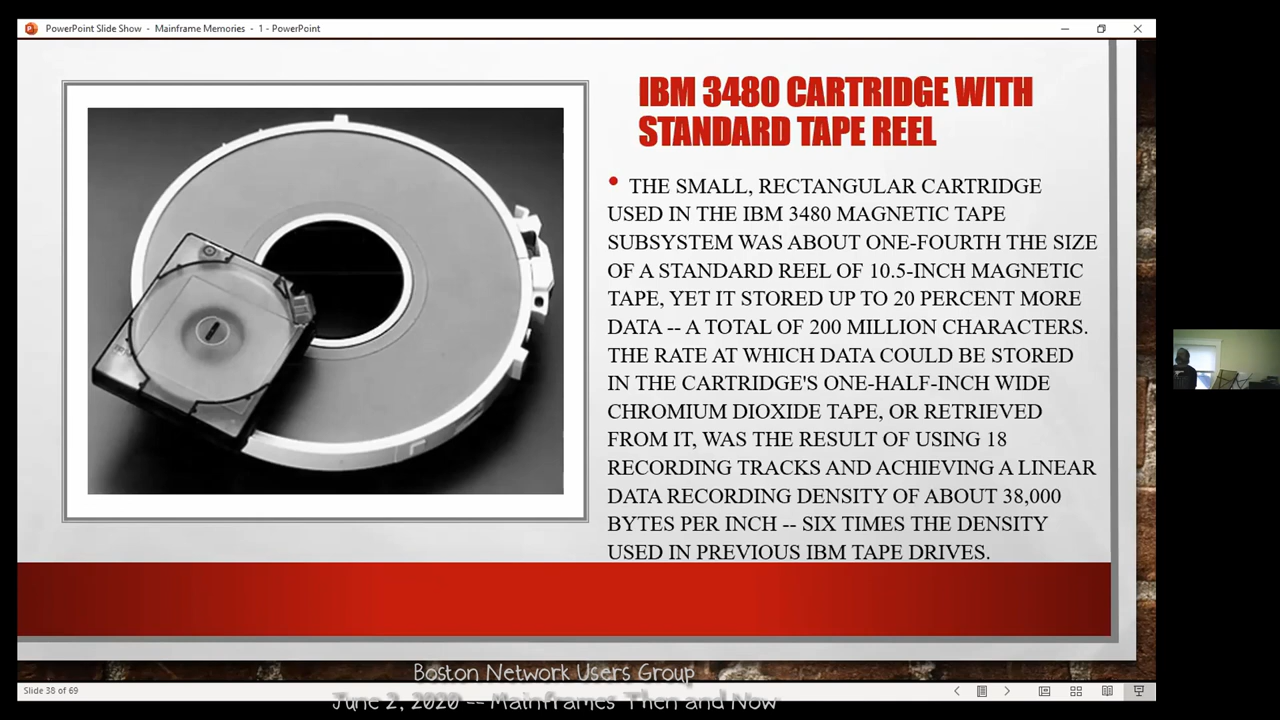 PowerPoint Slide Show - Mainframe Memories - 1 - PowerPoint
IBM 3480 CARTRIDGE WITH
STANDARD TAPE REEL
• THE SMALL, RECTANGULAR CARTRIDGE
USED IN THE IBM 3480 MAGNETIC TAPE
SUBSYSTEM WAS ABOUT ONE-FOURTH THE SIZE
OF A STANDARD REEL OF 10.5-INCH MAGNETIC
TAPE, YET IT STORED UP TO 20 PERCENT MORE
DATA -- A TOTAL OF 200 MILLION CHARACTERS.
THE RATE AT WHICH DATA COULD BE STORED
IN THE CARTRIDGE'S ONE-HALF-INCH WIDE
CHROMIUM DIOXIDE TAPE, OR RETRIEVED
FROM IT, WAS THE RESULT OF USING 18
RECORDING TRACKS AND ACHIEVING A LINEAR
DATA RECORDING DENSITY OF ABOUT 38,000
BYTES PER INCH -- SIX TIMES THE DENSITY
USED IN PREVIOUS IBM TAPE DRIVES.
Boston Network Users Group
Slide 38 of 69
June 2, 2020 -- Mainframes Then and Now